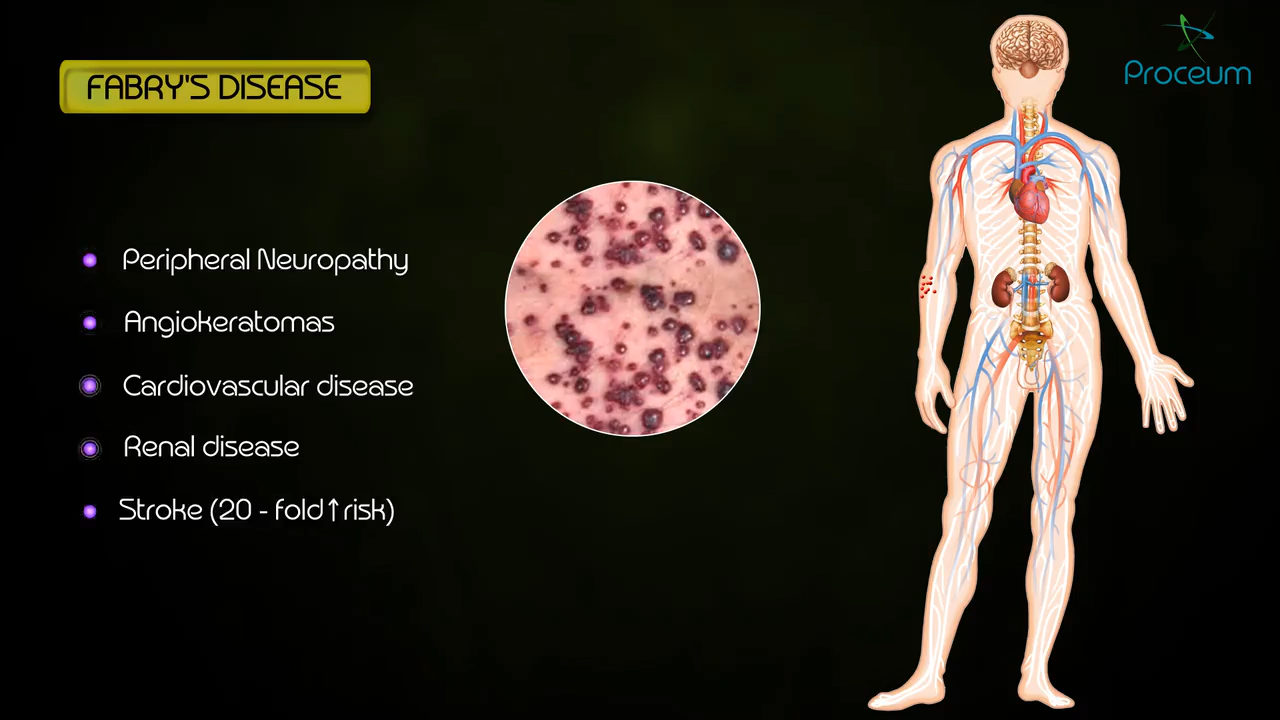 FABRY'S DISEASE
Proceum
Peripheral Neuropathy
Angiokeratomas
Cardiovascular disease
Renal disease
Stroke (20 - fold↑risk)